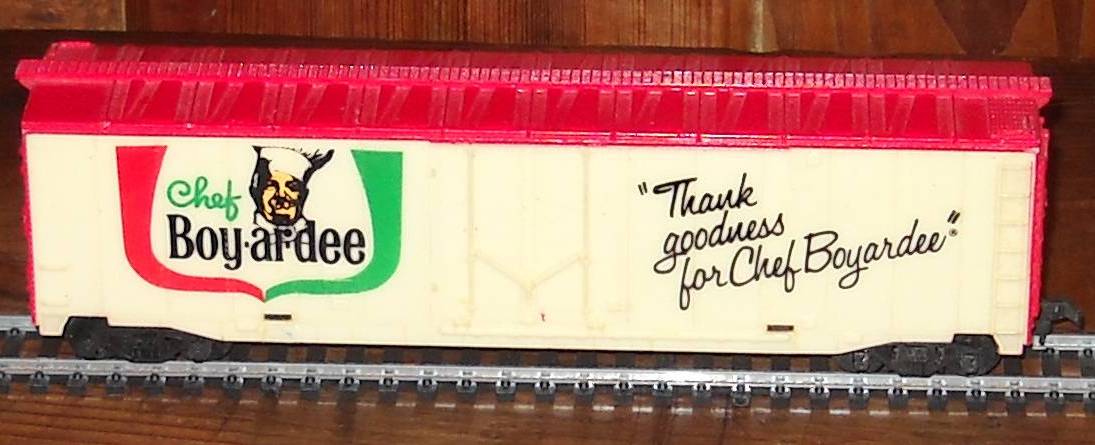 Chef
Boy·ar·dee
"Thank
goodness
for Chef Boyardee"®